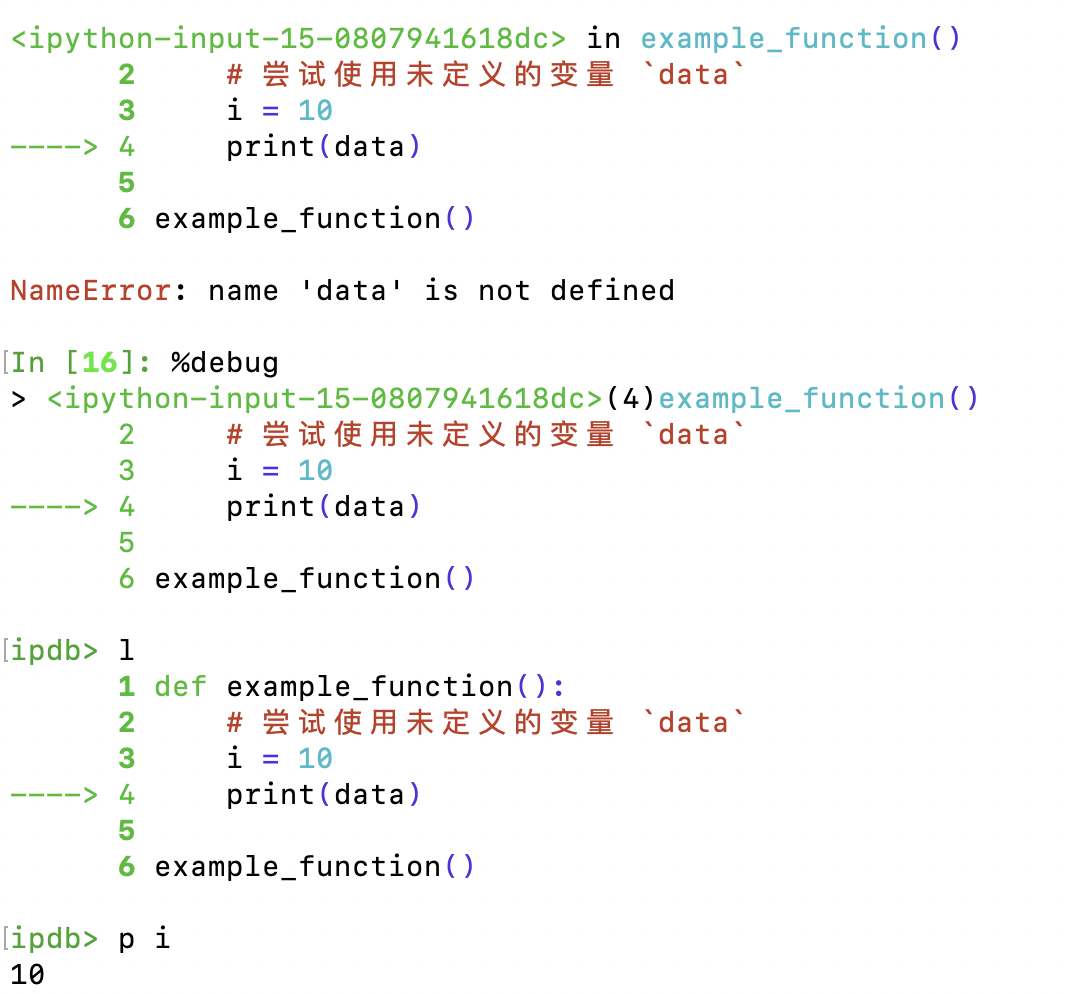 <ipython-input-15-0807941618dc> in example_function()
      2     # 尝试使用未定义的变量 `data`
      3     i = 10
----> 4     print(data)
      5
      6 example_function()
NameError: name 'data' is not defined
In [16]: %debug
> <ipython-input-15-0807941618dc>(4)example_function()
      2     # 尝试使用未定义的变量 `data`
      3     i = 10
----> 4     print(data)
      5
      6 example_function()
ipdb> l
      1 def example_function():
      2     # 尝试使用未定义的变量 `data`
      3     i = 10
----> 4     print(data)
      5
      6 example_function()
ipdb> p i
10